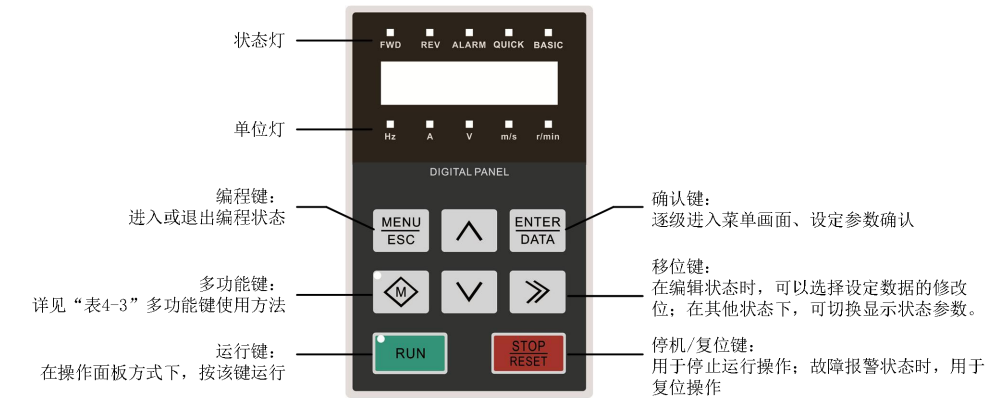 状态灯
FWD REV ALARM QUICK BASIC
单位灯
Hz A V m/s r/min
DIGITAL PANEL
编程键：
进入或退出编程状态
MENU
ESC
ENTER
DATA
确认键：
逐级进入菜单画面、设定参数确认
多功能键：
详见“表4-3”多功能键使用方法
M
移位键：
在编辑状态时，可以选择设定数据的修改
位；在其他状态下，可切换显示状态参数。
运行键：
在操作面板方式下，按该键运行
RUN
STOP
RESET
停机/复位键：
用于停止运行操作；故障报警状态时，用于
复位操作